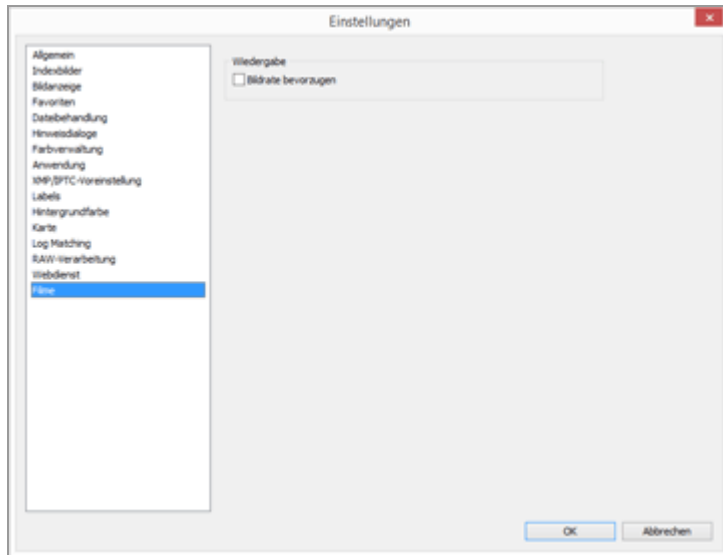 Einstellungen
Allgemein
Indexbilder
Bildanzeige
Favoriten
Dateibehandlung
Hinweisdialoge
Farbverwaltung
Anwendung
XMP/IPTC-Voreinstellung
Labels
Hintergrundfarbe
Karte
Log Matching
RAW-Verarbeitung
Webdienst
Filme
Wiedergabe
Bildrate bevorzugen
OK
Abbrechen